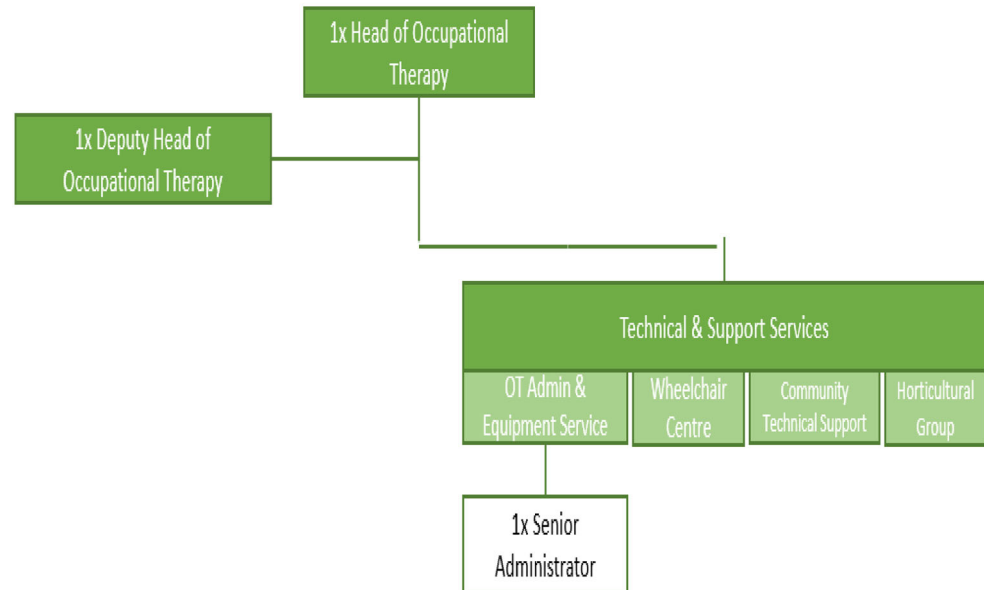 1x Head of Occupational
Therapy
1x Deputy Head of
Occupational Therapy
Technical & Support Services
OT Admin &
Equipment Service
Wheelchair
Centre
Community
Technical Support
Horticultural
Group
1x Senior
Administrator